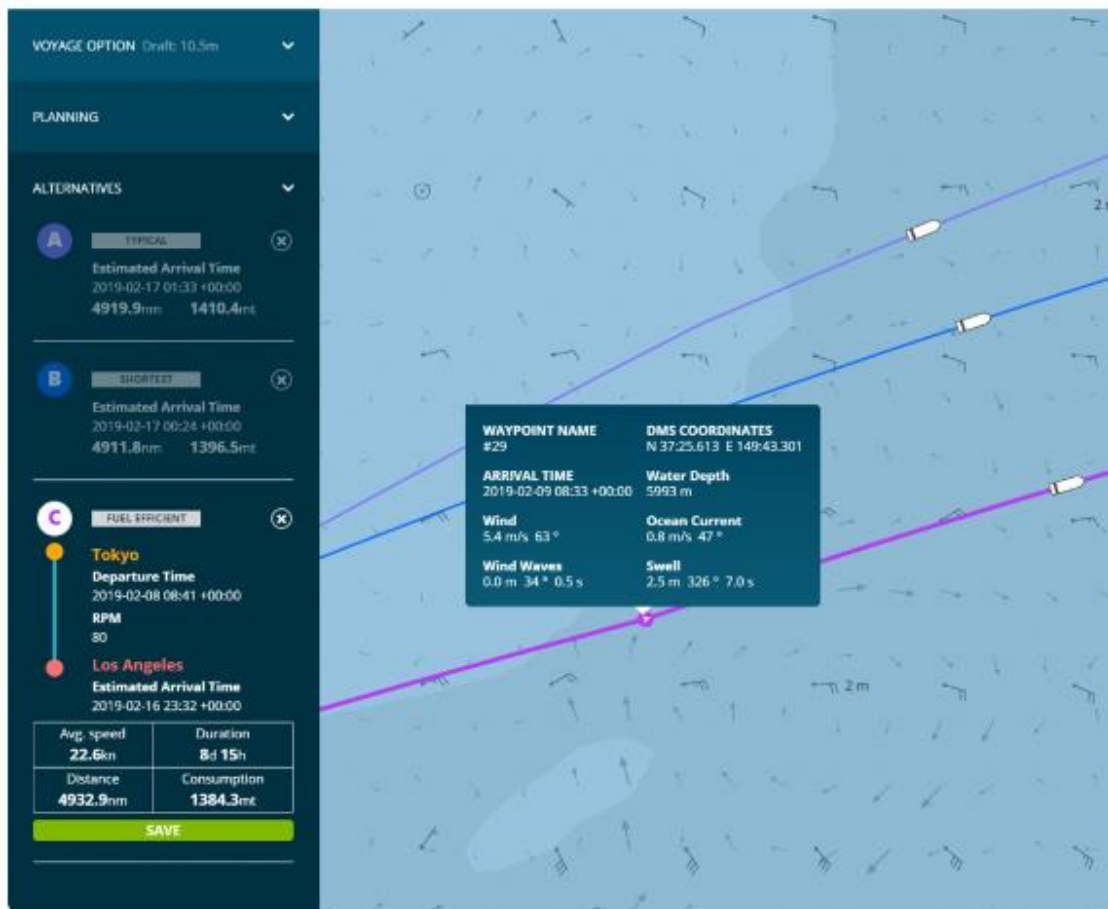 VOYAGE OPTION Draft: 10.5m
PLANNING
ALTERNATIVES
A
TYPICAL
Estimated Arrival Time
2019-02-17 01:33 +00:00
4919.9nm 1410.4mt
B
SHORTEST
Estimated Arrival Time
2019-02-17 00:24 +00:00
4911.8nm 1396.5mt
C
FUEL EFFICIENT
Tokyo
Departure Time
2019-02-08 08:41 +00:00
RPM
80
Los Angeles
Estimated Arrival Time
2019-02-16 23:32 +00:00
Avg. speed Duration
22.6kn 8d 15h
Distance Consumption
4932.9nm 1384.3mt
SAVE
WAYPOINT NAME DMS COORDINATES
#29 N 37:25.613 E 149:43.301
ARRIVAL TIME Water Depth
2019-02-09 08:33 +00:00 5993 m
Wind Ocean Current
5.4 m/s 63 ° 0.8 m/s 47 °
Wind Waves Swell
0.0 m 34 ° 0.5 s 2.5 m 326 ° 7.0 s
2 m